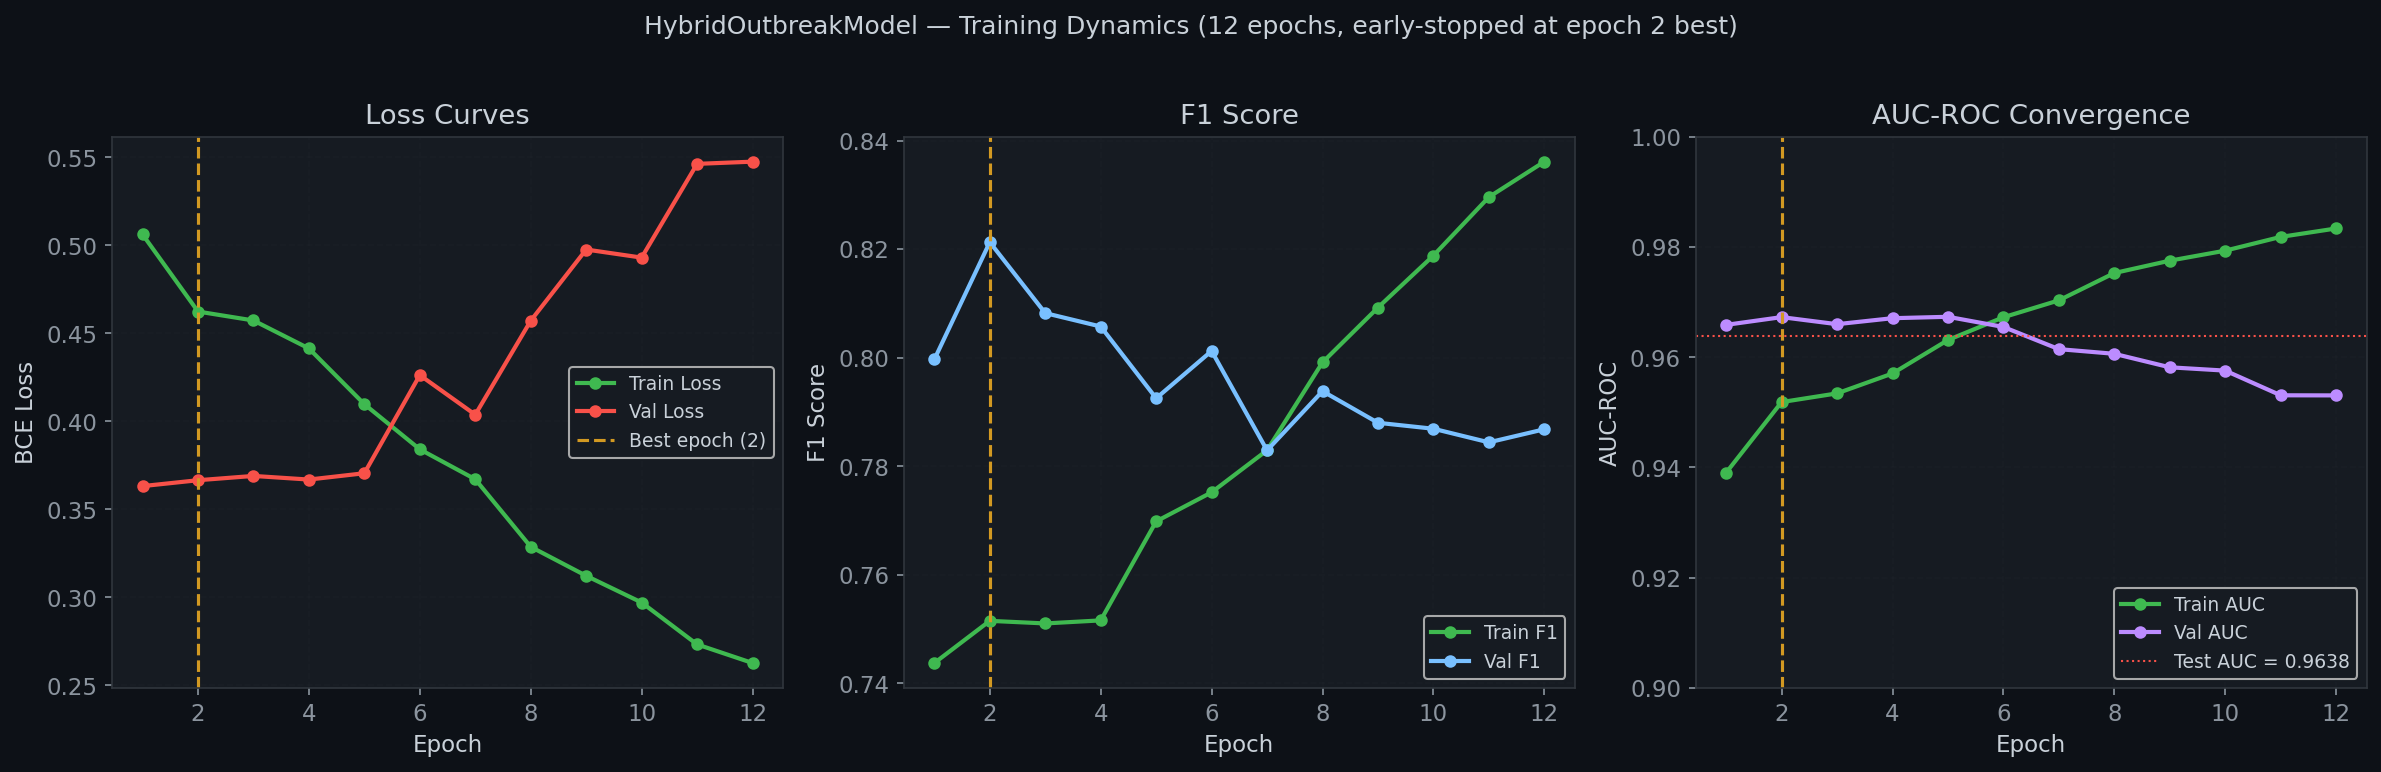 HybridOutbreakModel — Training Dynamics (12 epochs, early-stopped at epoch 2 best)
Loss Curves
BCE Loss
0.55
0.50
0.45
0.40
0.35
0.30
0.25
Train Loss
Val Loss
Best epoch (2)
2 4 6 8 10 12
Epoch
F1 Score
F1 Score
0.84
0.82
0.80
0.78
0.76
0.74
Train F1
Val F1
2 4 6 8 10 12
Epoch
AUC-ROC Convergence
AUC-ROC
1.00
0.98
0.96
0.94
0.92
0.90
Train AUC
Val AUC
Test AUC = 0.9638
2 4 6 8 10 12
Epoch